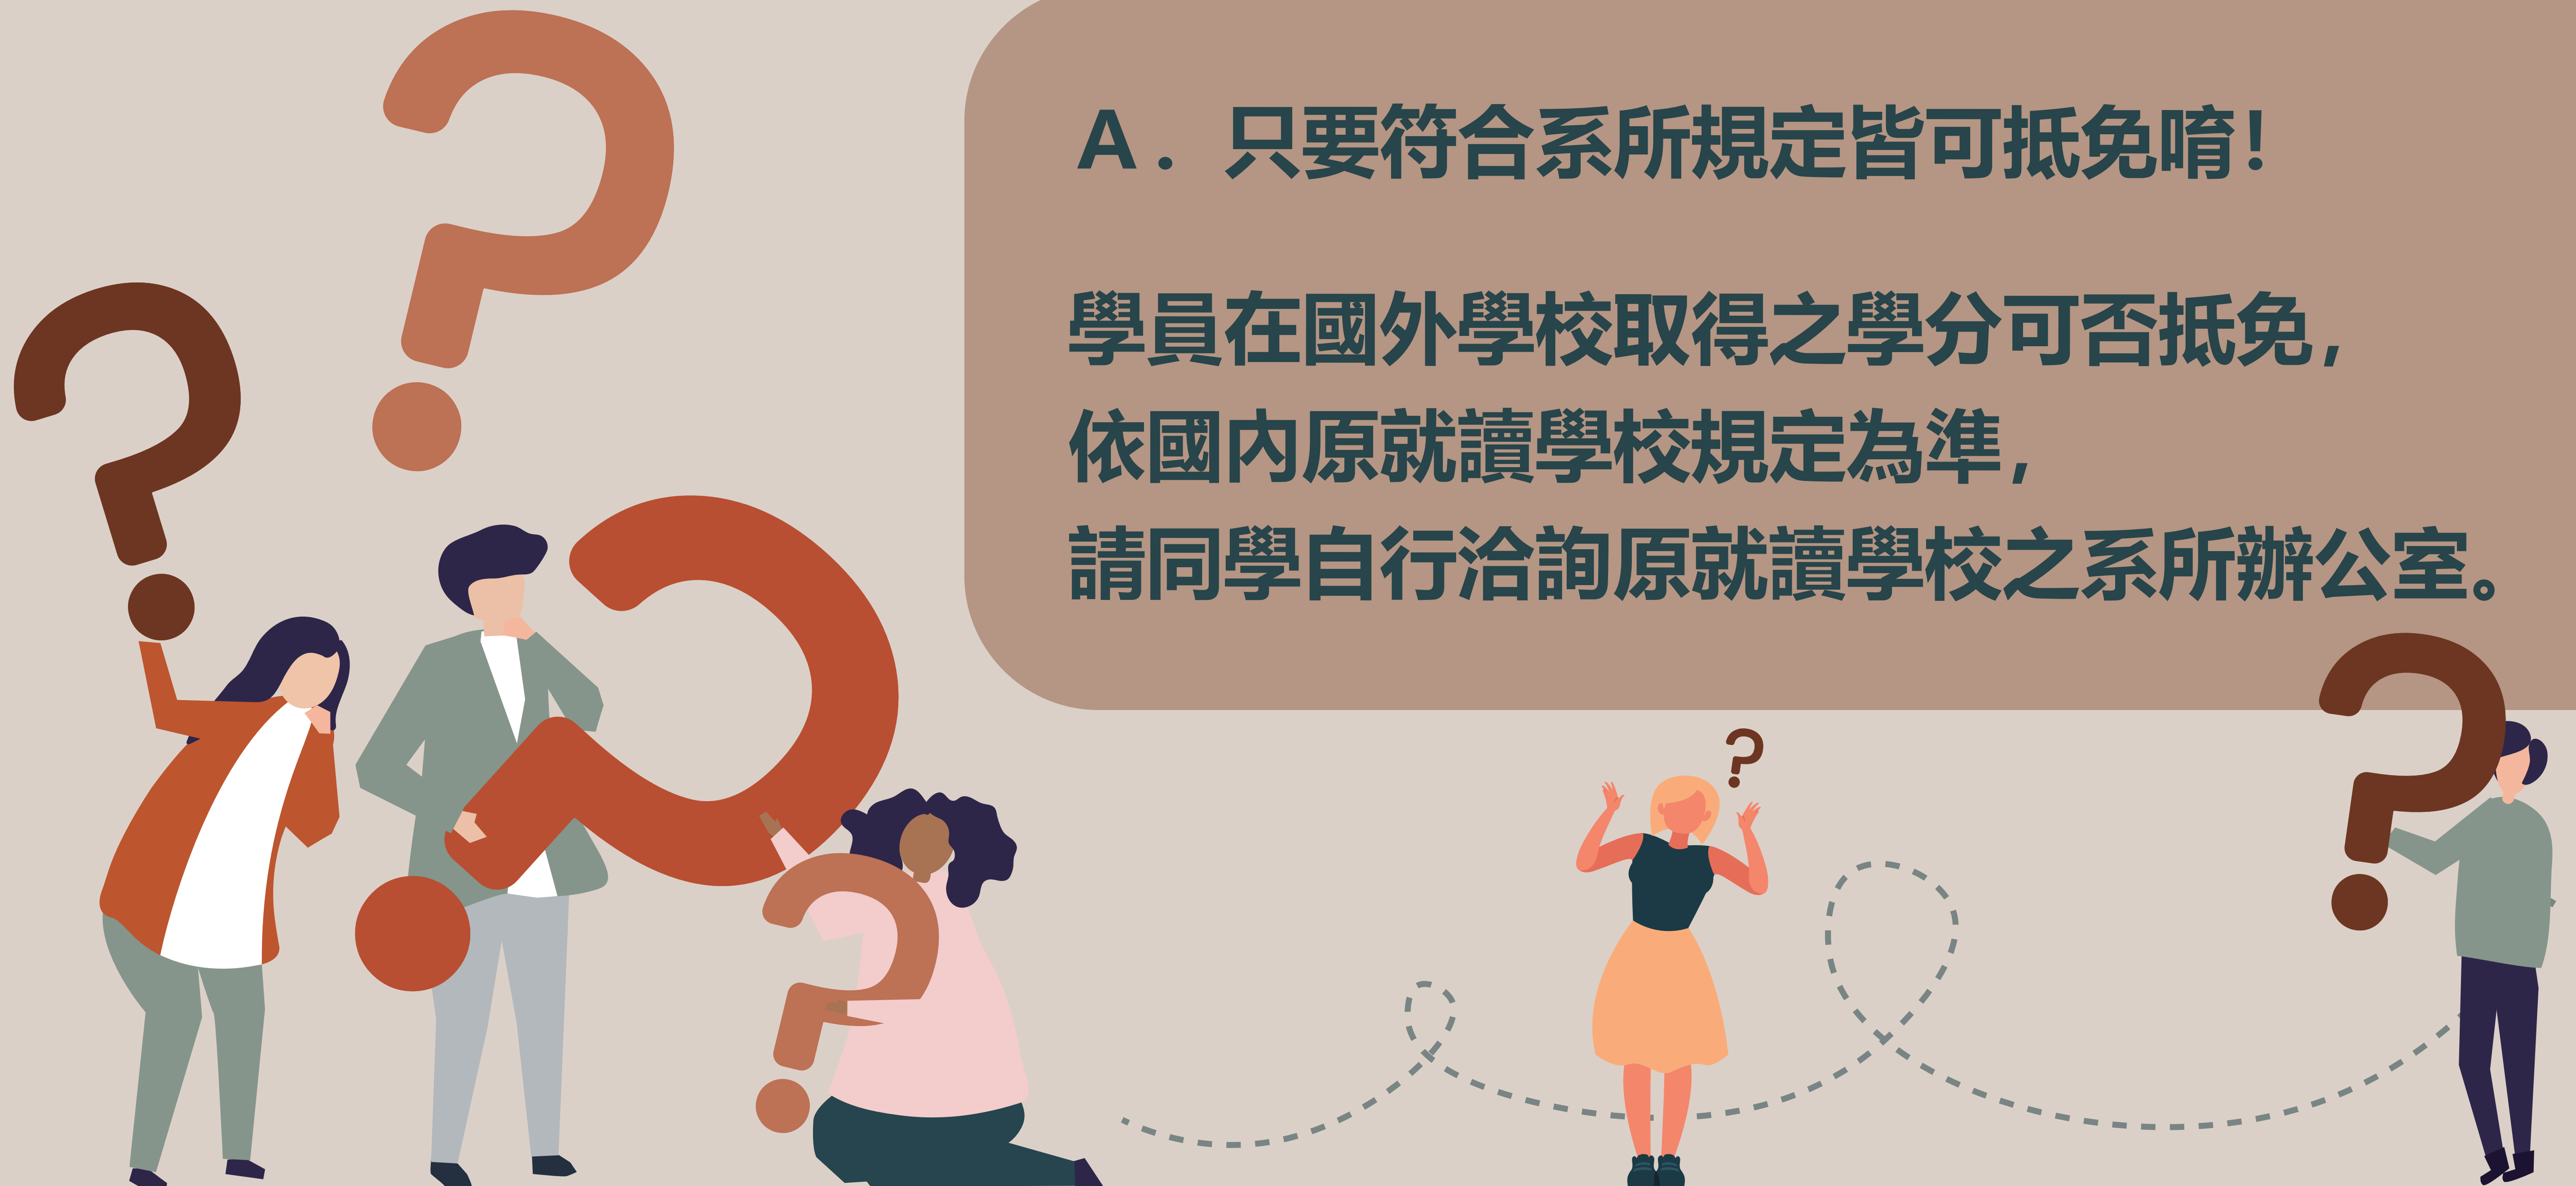 A. 只要符合系所規定皆可抵免唷!
學員在國外學校取得之學分可否抵免,
依國內原就讀學校規定為準,
請同學自行洽詢原就讀學校之系所辦公室。